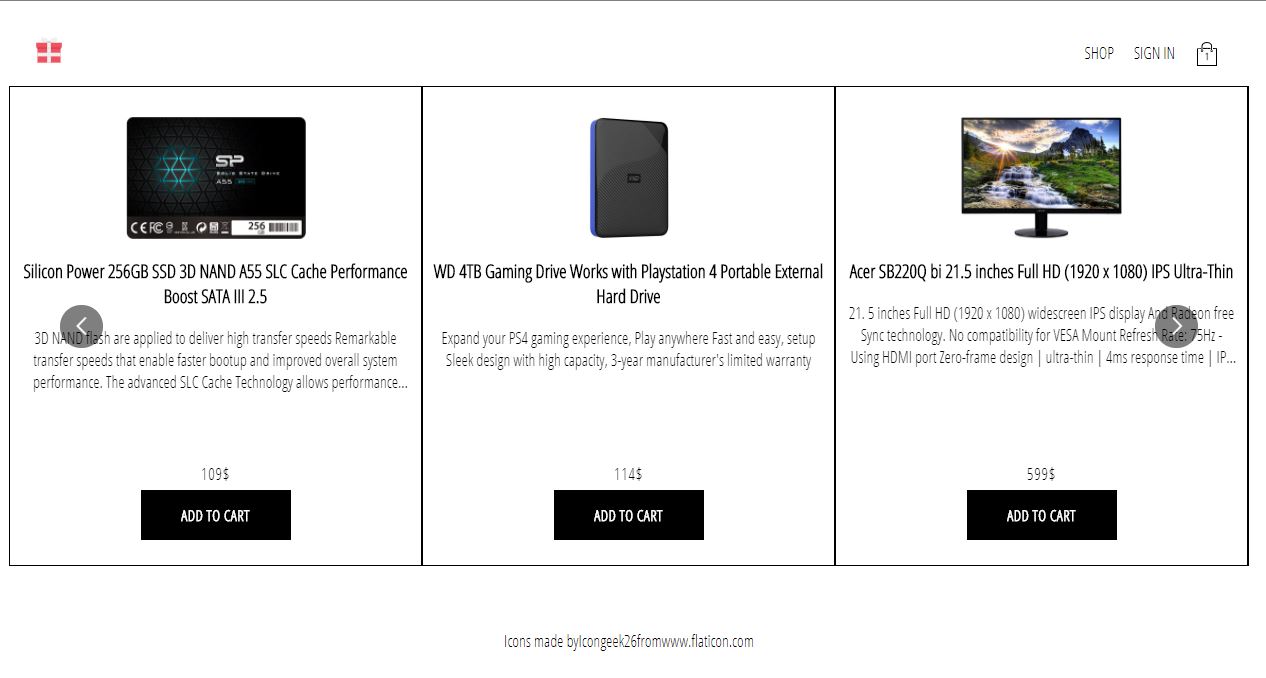 SHOP SIGN IN 1
SP
SOLID STATE DRIVE
A55
256
GB
WD
Silicon Power 256GB SSD 3D NAND A55 SLC Cache Performance
Boost SATA III 2.5
3D NAND flash are applied to deliver high transfer speeds Remarkable
transfer speeds that enable faster bootup and improved overall system
performance. The advanced SLC Cache Technology allows performance...
109$
ADD TO CART
WD 4TB Gaming Drive Works with Playstation 4 Portable External
Hard Drive
Expand your PS4 gaming experience, Play anywhere Fast and easy, setup
Sleek design with high capacity, 3-year manufacturer's limited warranty
114$
ADD TO CART
Acer SB220Q bi 21.5 inches Full HD (1920 x 1080) IPS Ultra-Thin
21. 5 inches Full HD (1920 x 1080) widescreen IPS display And Radeon free
Sync technology. No compatibility for VESA Mount Refresh Rate: 75Hz -
Using HDMI port Zero-frame design | ultra-thin | 4ms response time | IP...
599$
ADD TO CART
Icons made byIcongeek26fromwww.flaticon.com